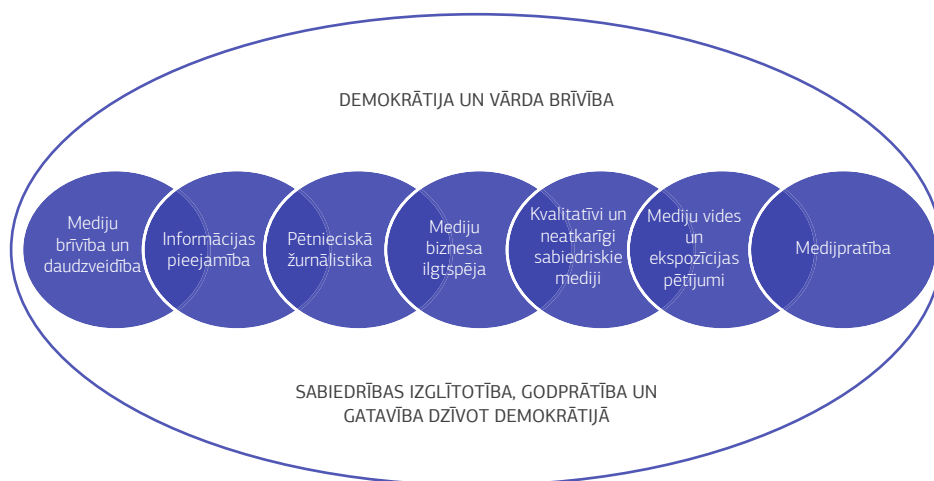 DEMOKRĀTIJA UN VĀRDA BRĪVĪBA
Mediju
brīvība un
daudzveidība
Informācijas
pieejamība
Pētnieciskā
žurnālistika
Mediju
biznesa
ilgtspēja
Kvalitatīvi un
neatkarīgi
sabiedriskie
mediji
Mediju vides
un
ekspozīcijas
pētījumi
Medijpratība
SABIEDRĪBAS IZGLĪTOTĪBA, GODPRĀTĪBA UN
GATAVĪBA DZĪVOT DEMOKRĀTIJĀ